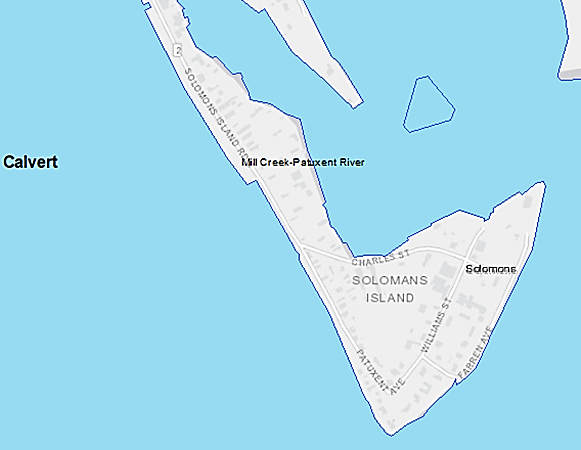 2
SOLOMONS ISLAND RD
Calvert
Mill Creek-Patuxent River
CHARLES ST
Solomons
SOLOMANS
ISLAND
WILLIAMS ST
FARREN AVE
PATUXENT AVE